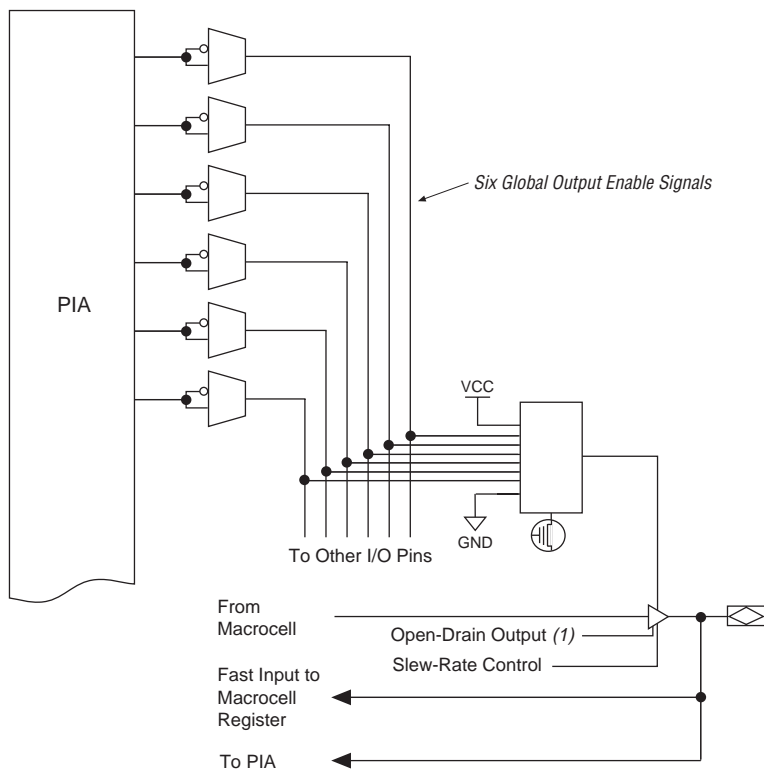 Six Global Output Enable Signals
PIA
VCC
GND
To Other I/O Pins
From
Macrocell
Open-Drain Output (1)
Slew-Rate Control
Fast Input to
Macrocell
Register
To PIA